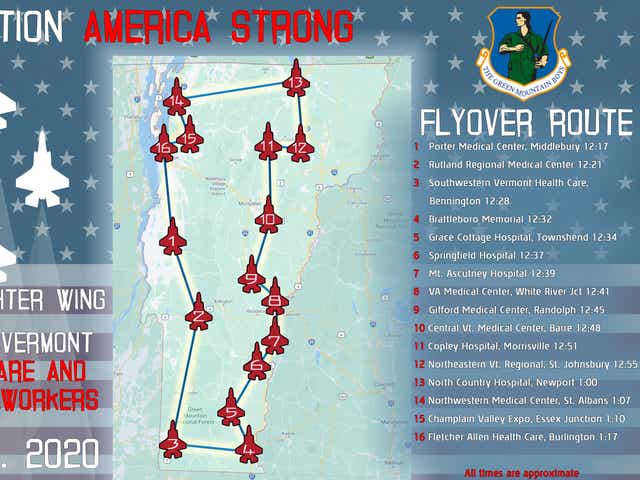 TION AMERICA STRONG
THE GREEN MOUNTAIN BOYS
FLYOVER ROUTE
1 Porter Medical Center, Middlebury 12:17
2 Rutland Regional Medical Center 12:21
3 Southwestern Vermont Health Care,
Bennington 12:28
4 Brattleboro Memorial 12:32
5 Grace Cottage Hospital, Townshend 12:34
6 Springfield Hospital 12:37
7 Mt. Ascutney Hospital 12:39
8 VA Medical Center, White River Jct 12:41
9 Gifford Medical Center, Randolph 12:45
10 Central Vt. Medical Center, Barre 12:48
11 Copley Hospital, Morrisville 12:51
12 Northeastern Vt. Regional, St. Johnsbury 12:55
13 North Country Hospital, Newport 1:00
14 Northwestern Medical Center, St. Albans 1:07
15 Champlain Valley Expo, Essex Junction 1:10
16 Fletcher Allen Health Care, Burlington 1:17
All times are approximate
HTER WING
VERMONT
ARE AND
WORKERS
. 2020
13
14
15
16
11
12
10
1
9
8
2
7
6
5
3
4
Montpelier
Green
Mountain
National Forest